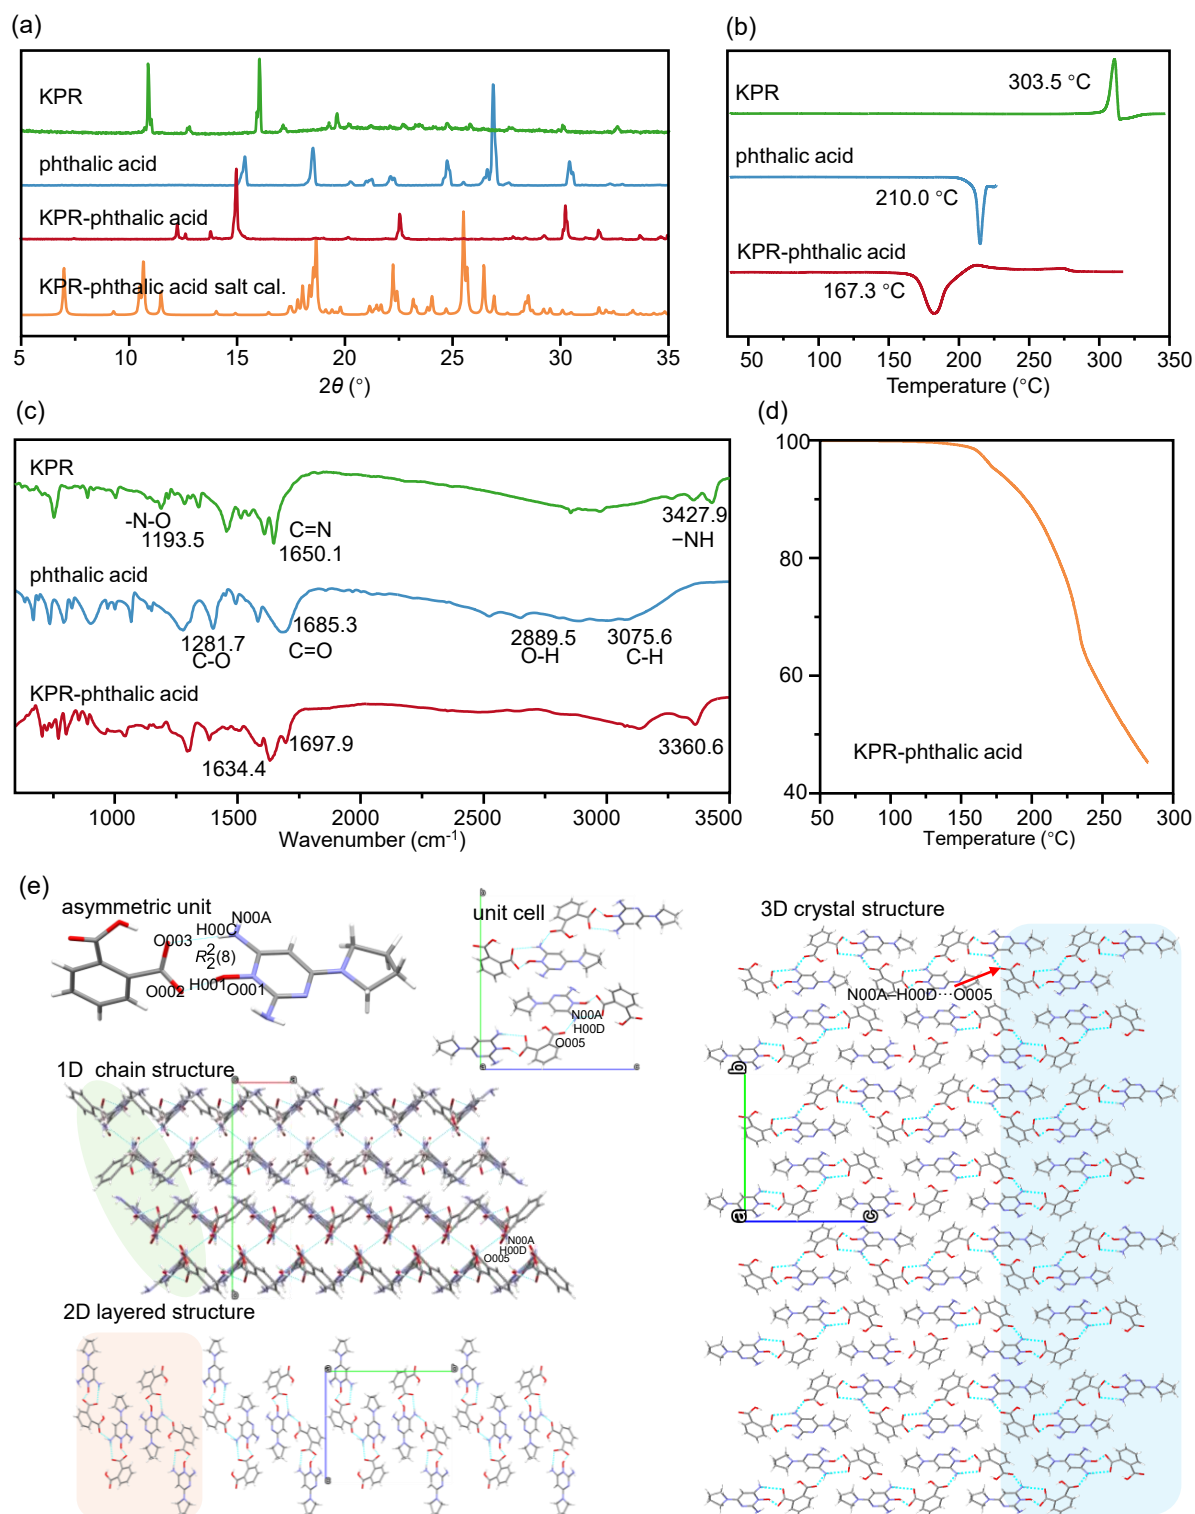 (a)
KPR
phthalic acid
KPR-phthalic acid
KPR-phthalic acid salt cal.
5 10 15 20 25 30 35
2θ (°)
(b)
KPR
303.5 °C
phthalic acid
210.0 °C
KPR-phthalic acid
167.3 °C
50 100 150 200 250 300 350
Temperature (°C)
(c)
KPR
-N-O
1193.5
C=N
1650.1
3427.9
−NH
phthalic acid
1281.7
C-O
1685.3
C=O
2889.5
O-H
3075.6
C-H
KPR-phthalic acid
1634.4
1697.9
3360.6
1000 1500 2000 2500 3000 3500
Wavenumber (cm-1)
(d)
100
80
60
40
KPR-phthalic acid
50 100 150 200 250 300
Temperature (°C)
(e)
asymmetric unit
N00A
H00C
O003
R22(8)
H001
O002
O001
unit cell
N00A
H00D
O005
3D crystal structure
N00A–H00D···O005
b
a
c
1D chain structure
N00A
H00D
O005
2D layered structure